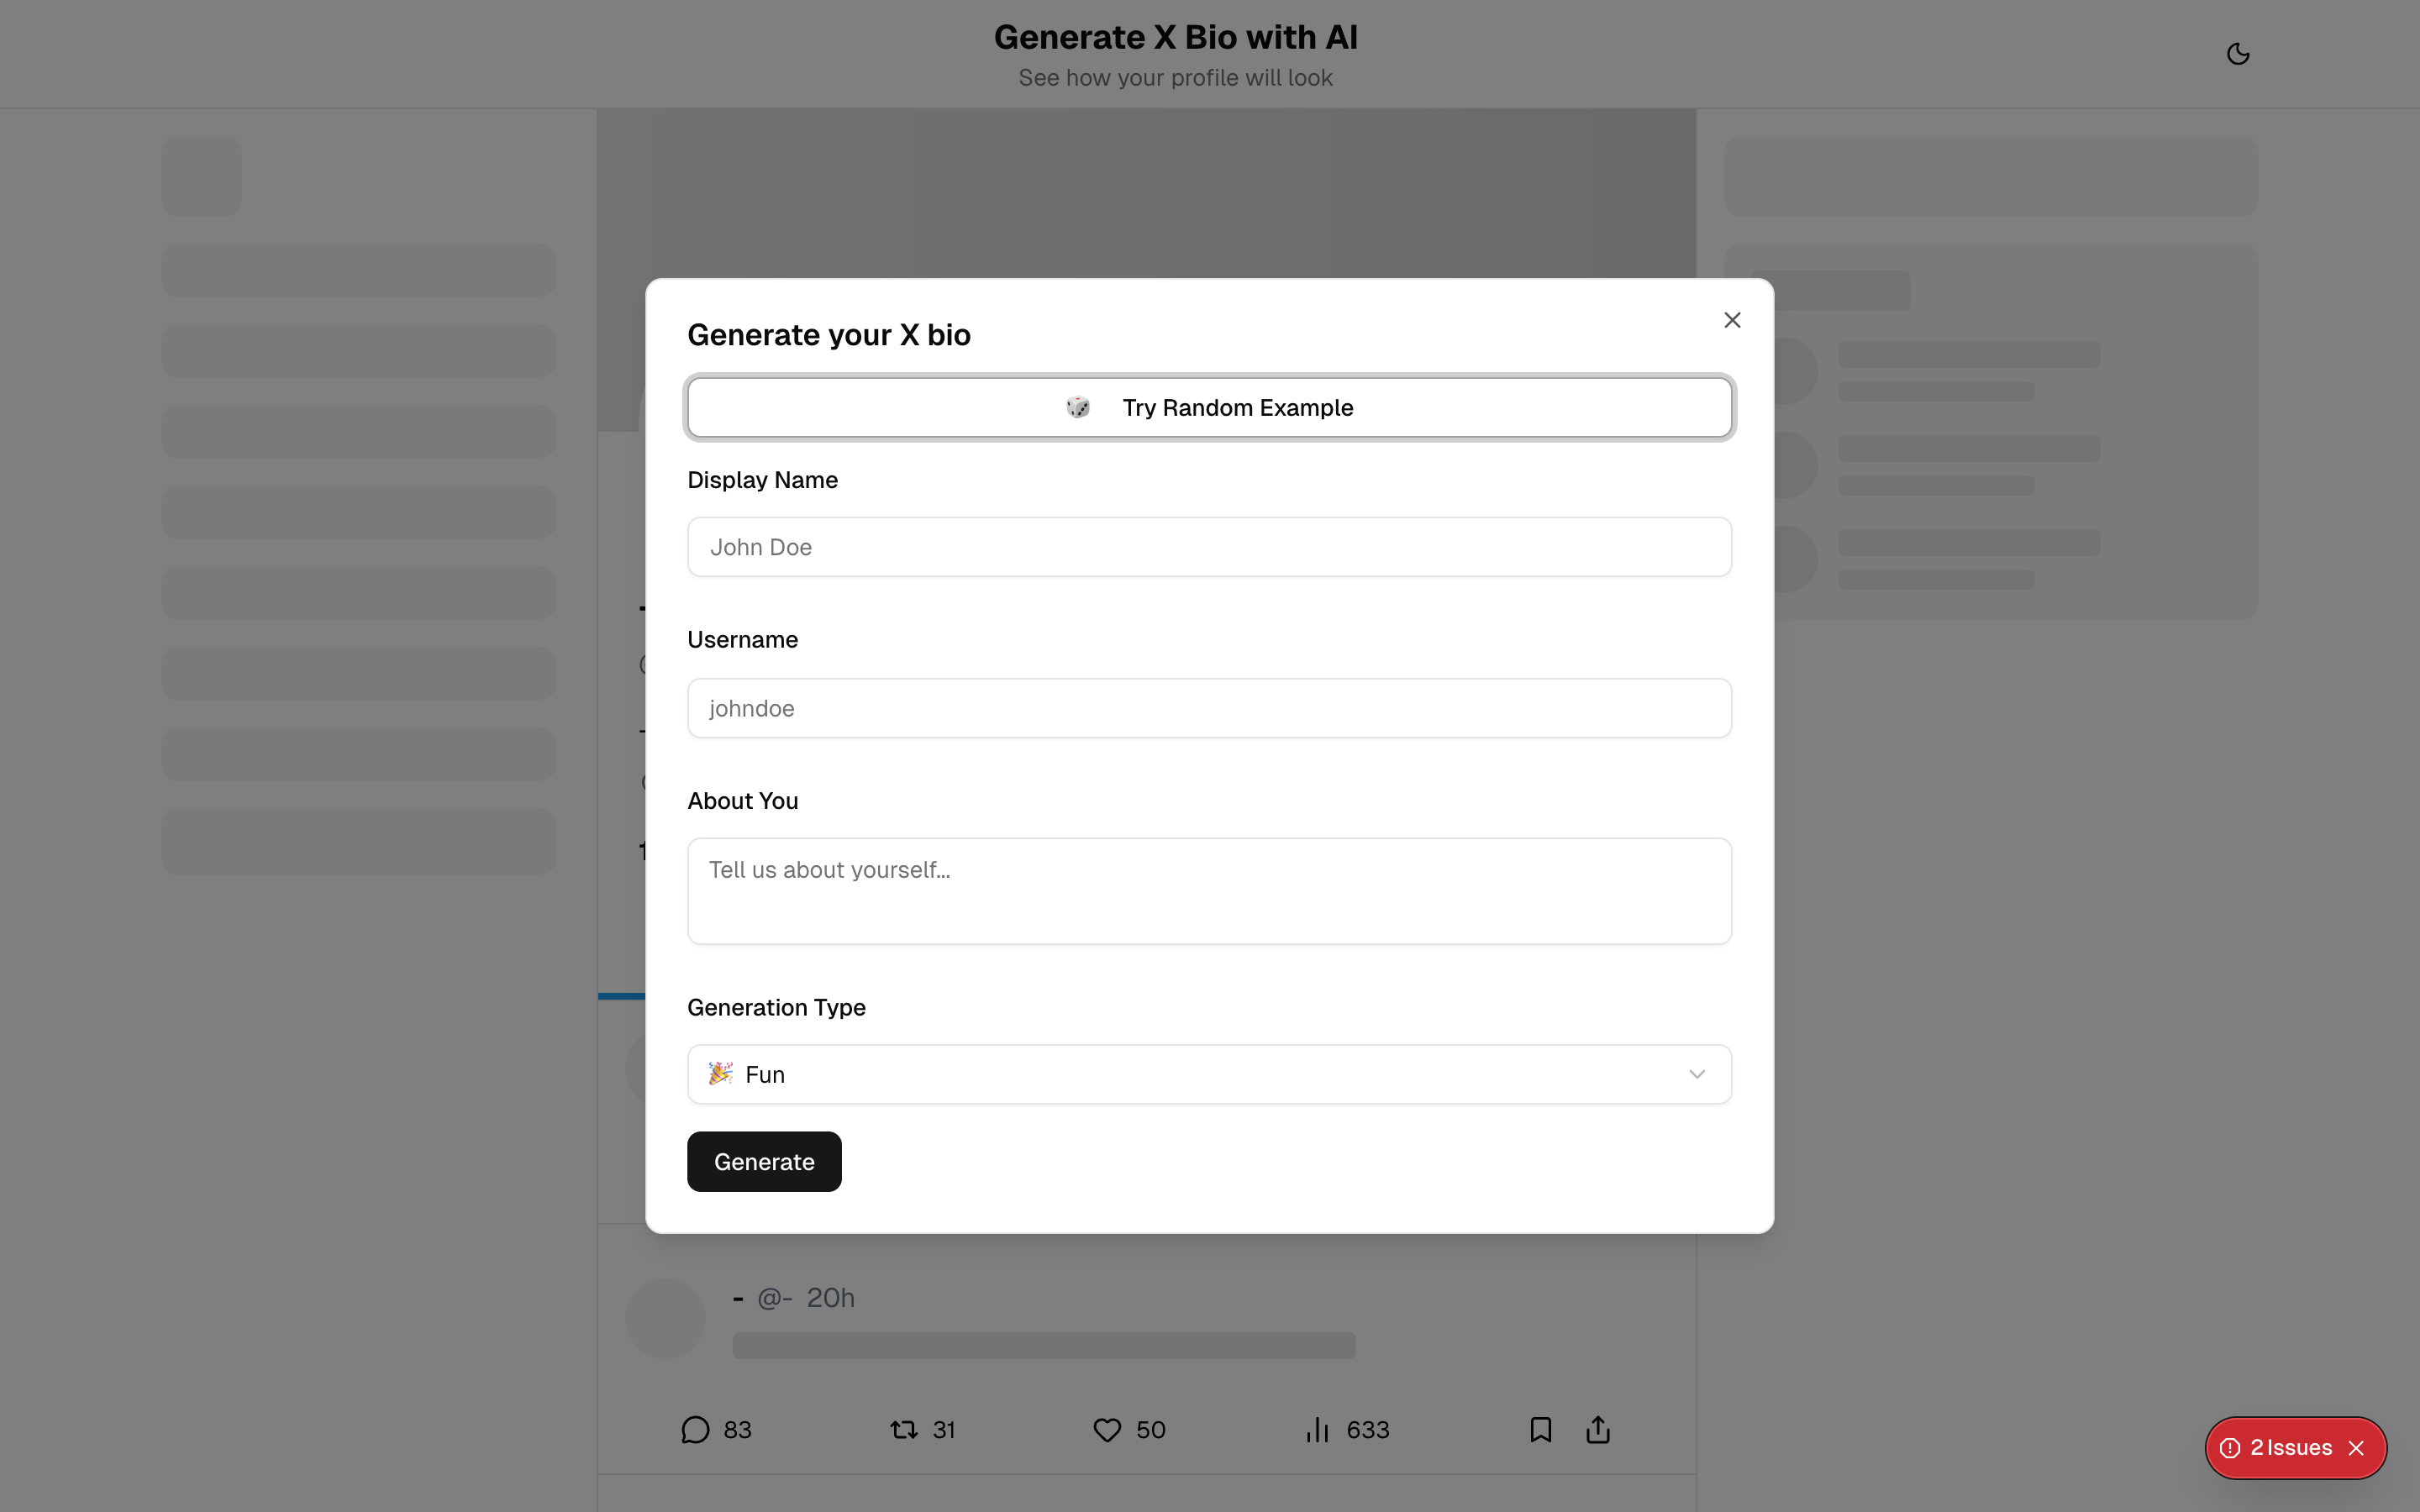 Generate X Bio with AI
See how your profile will look
Generate your X bio
Try Random Example
Display Name
John Doe
Username
johndoe
About You
Tell us about yourself...
Generation Type
Fun
Generate
- @- 20h
83 31 50 633
2 Issues